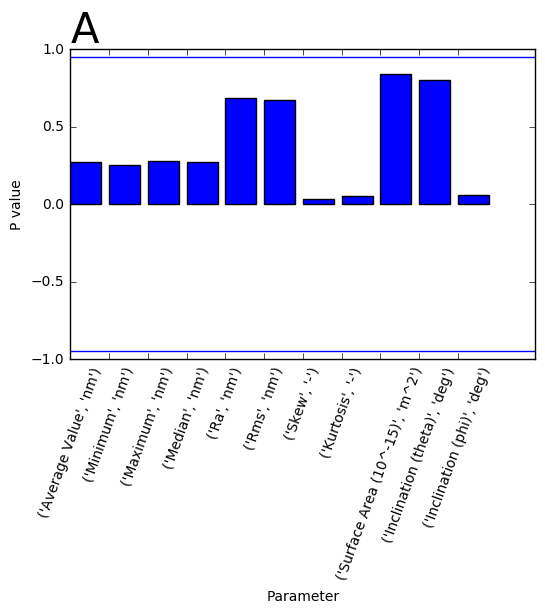 A
1.0
0.5
0.0
−0.5
−1.0
P value
('Average Value', 'nm')
('Minimum', 'nm')
('Maximum', 'nm')
('Median', 'nm')
('Ra', 'nm')
('Rms', 'nm')
('Skew', '-')
('Kurtosis', '-')
('Surface Area (10^-15)', 'm^2')
('Inclination (theta)', 'deg')
('Inclination (phi)', 'deg')
Parameter